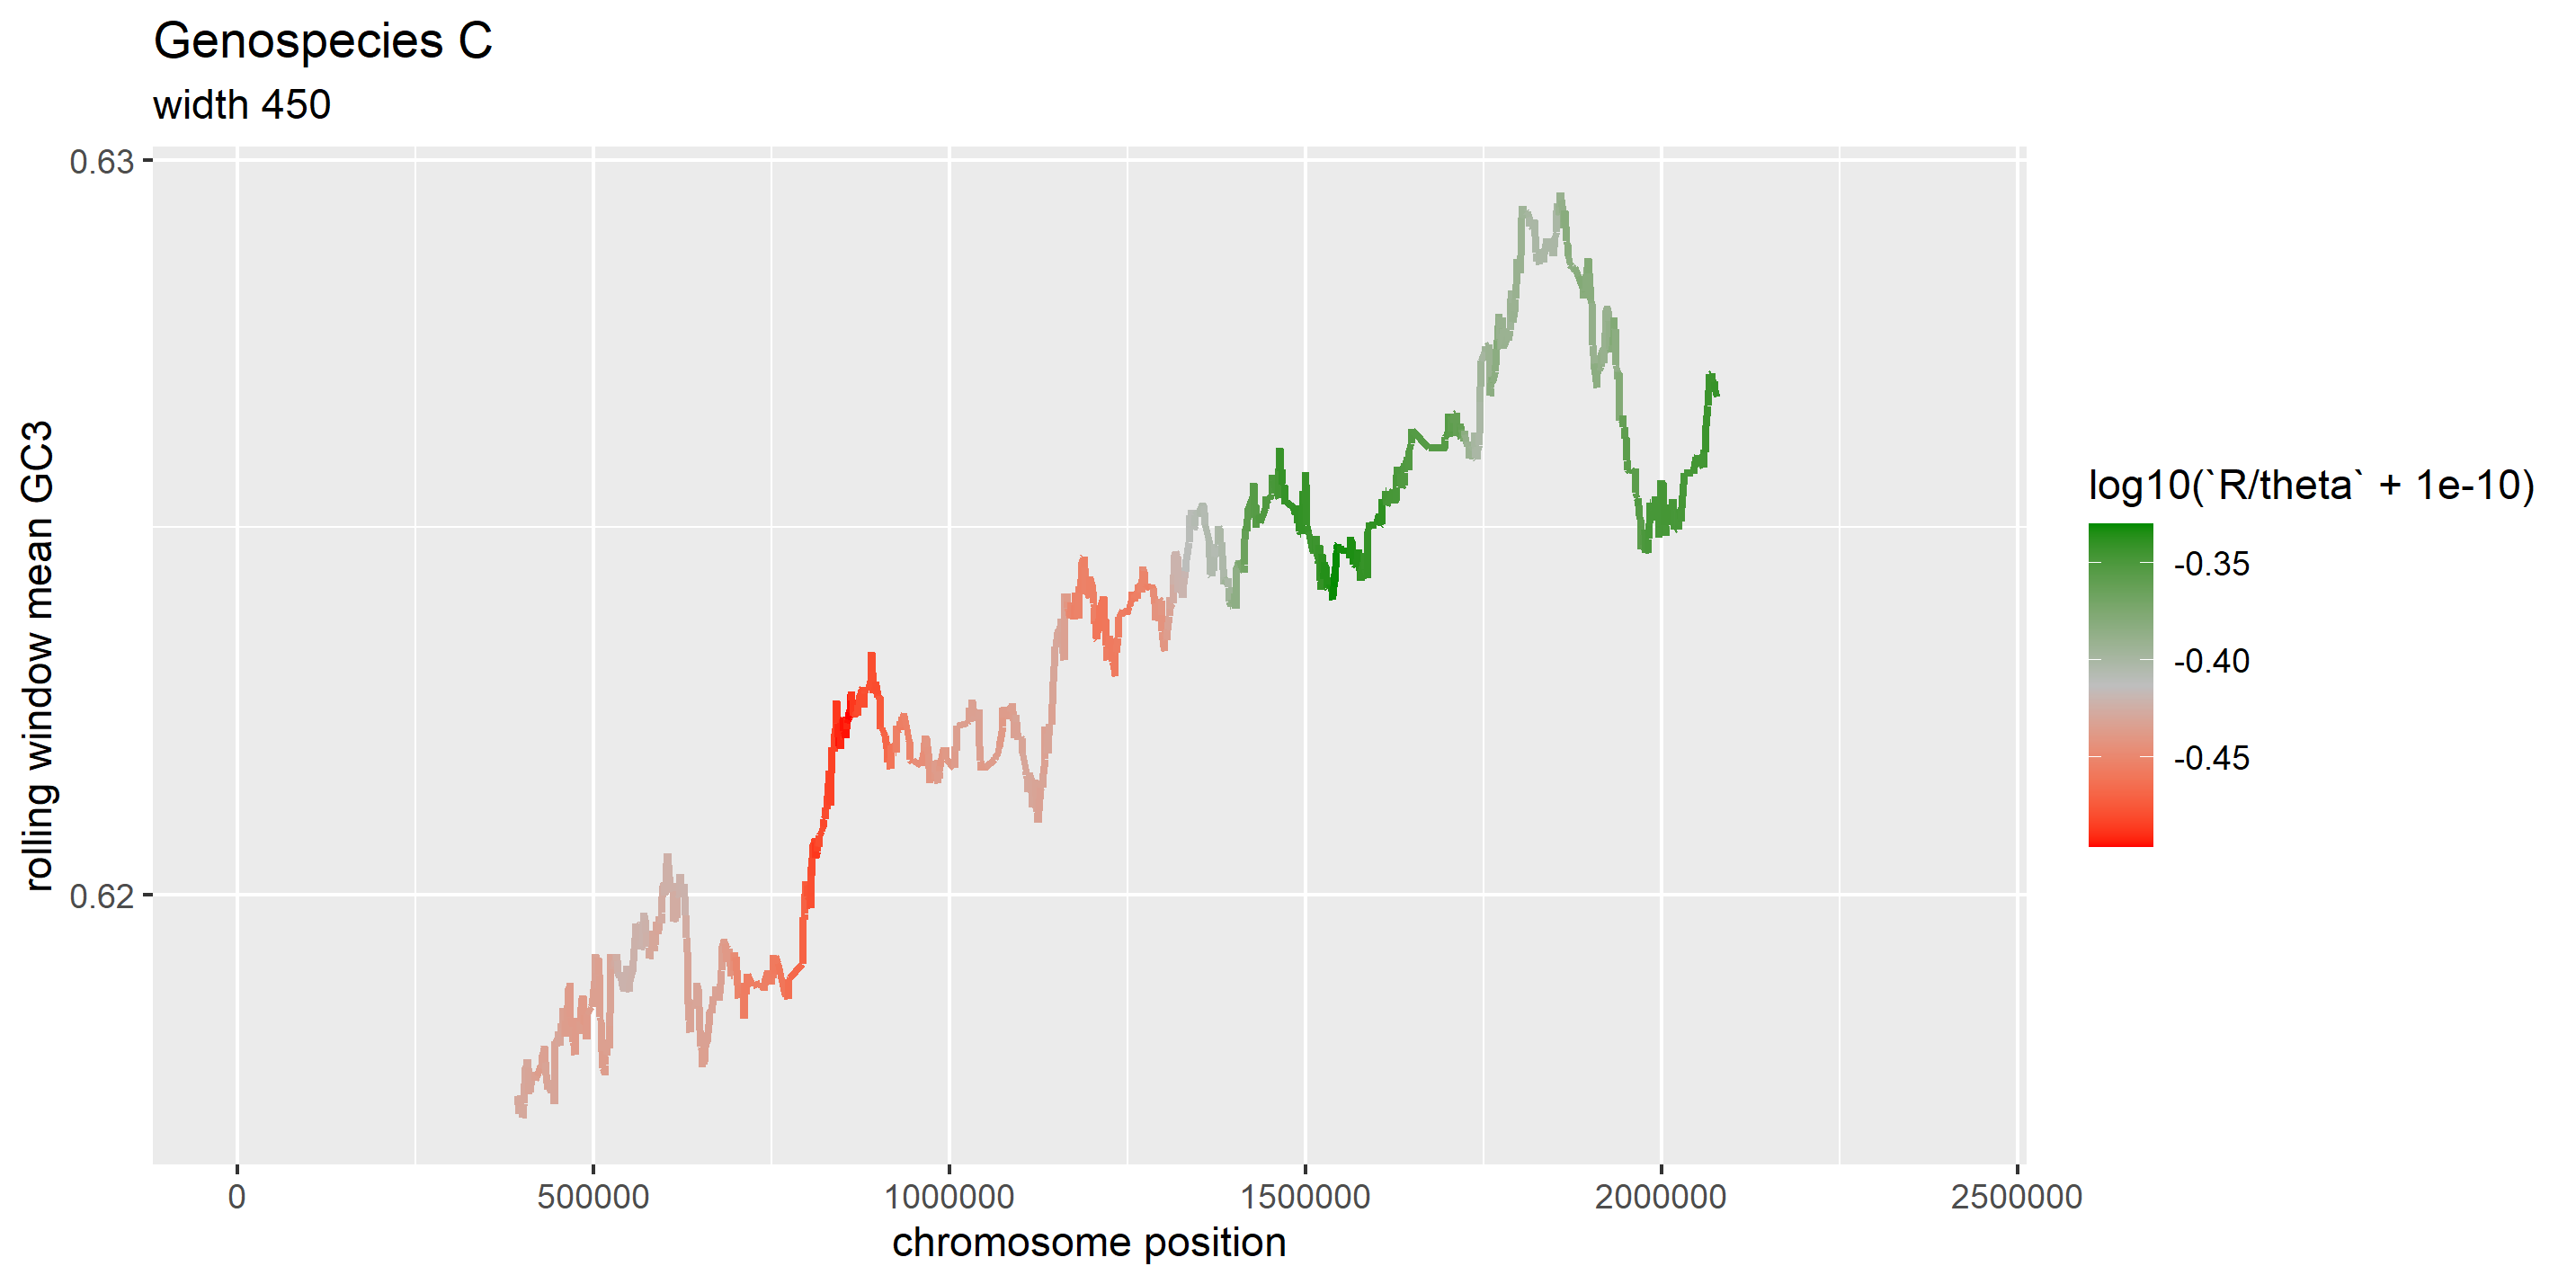 Genospecies C
width 450
0.63
0.62
rolling window mean GC3
0
500000
1000000
1500000
2000000
2500000
chromosome position
log10(`R/theta` + 1e-10)
-0.35
-0.40
-0.45